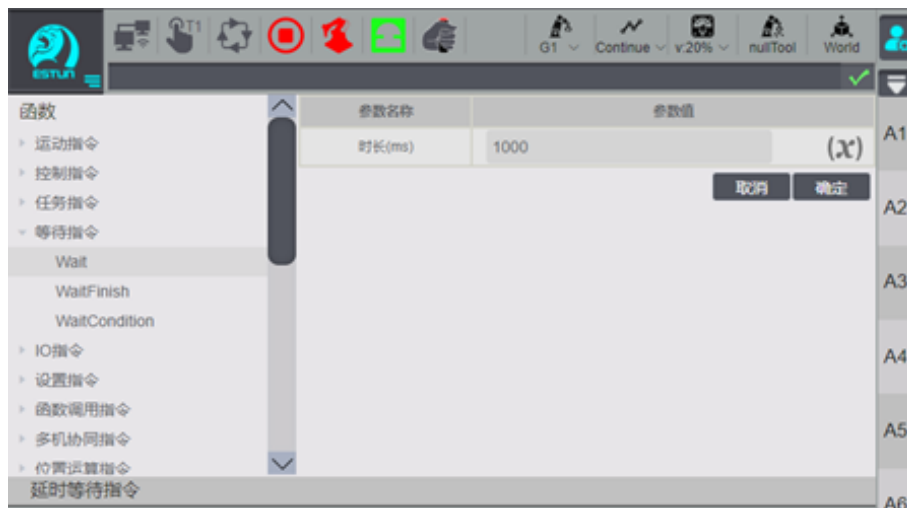 T1
G1
Continue
v:20%
nullTool
World
ESTUN
函数
运动指令
控制指令
任务指令
等待指令
Wait
WaitFinish
WaitCondition
IO指令
设置指令
函数调用指令
多机协同指令
位置运算指令
延时等待指令
参数名称 参数值
时长(ms) 1000 (x)
取消 确定
A1
A2
A3
A4
A5
A6